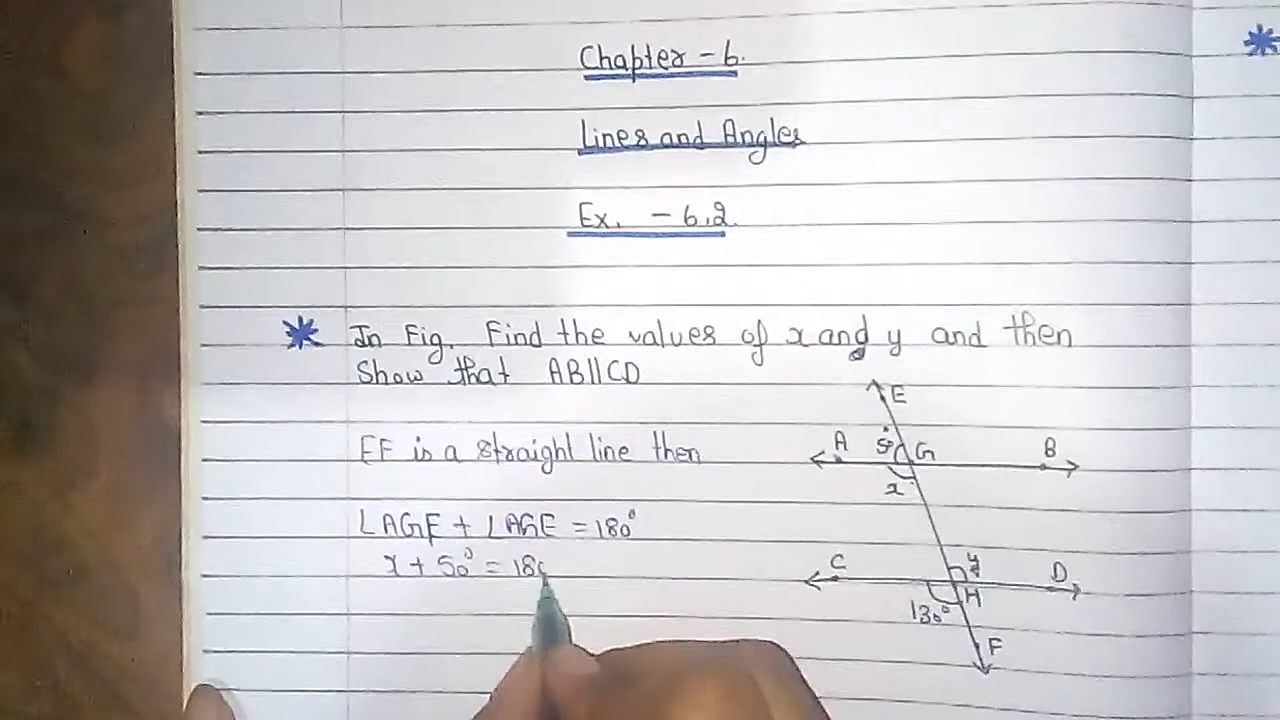 Chapter - 6.
Lines and Angles
Ex. - 6.2.
In Fig. Find the values of x and y and then
Show that AB||CD
EF is a straight line then
∠AGF + ∠AGE = 180°
x + 50° = 180
E
A 50° G B
x
C y D
H
130°
F